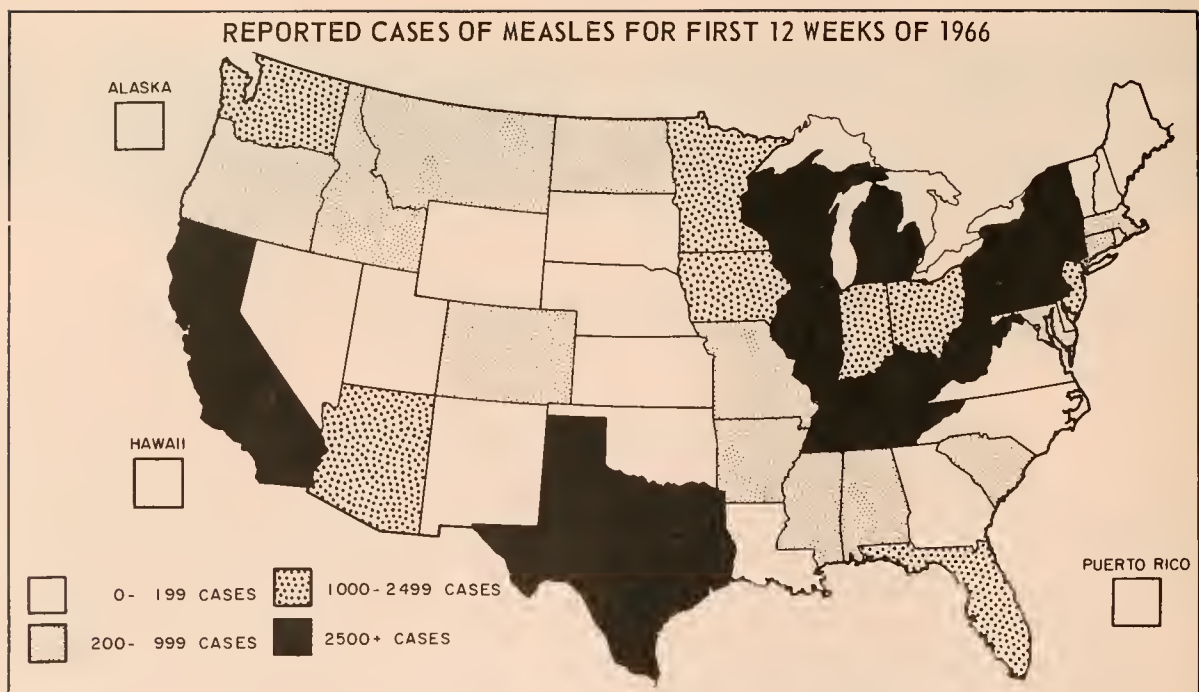 REPORTED CASES OF MEASLES FOR FIRST 12 WEEKS OF 1966
ALASKA
HAWAII
PUERTO RICO
0- 199 CASES
1000-2499 CASES
200- 999 CASES
2500+ CASES